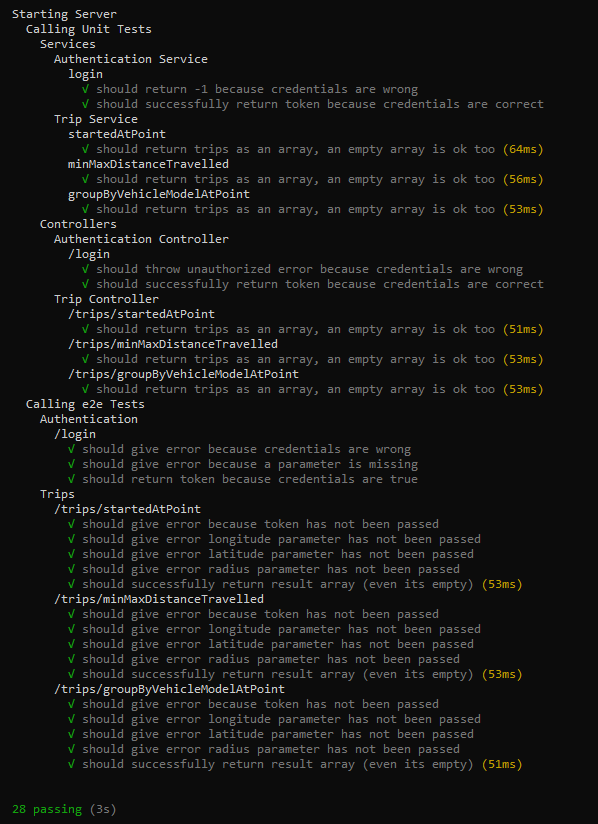 Starting Server
Calling Unit Tests
Services
Authentication Service
login
√ should return -1 because credentials are wrong
√ should successfully return token because credentials are correct
Trip Service
startedAtPoint
√ should return trips as an array, an empty array is ok too (64ms)
minMaxDistanceTravelled
√ should return trips as an array, an empty array is ok too (56ms)
groupByVehicleModelAtPoint
√ should return trips as an array, an empty array is ok too (53ms)
Controllers
Authentication Controller
/login
√ should throw unauthorized error because credentials are wrong
√ should successfully return token because credentials are correct
Trip Controller
/trips/startedAtPoint
√ should return trips as an array, an empty array is ok too (51ms)
/trips/minMaxDistanceTravelled
√ should return trips as an array, an empty array is ok too (53ms)
/trips/groupByVehicleModelAtPoint
√ should return trips as an array, an empty array is ok too (53ms)
Calling e2e Tests
Authentication
/login
√ should give error because credentials are wrong
√ should give error because a parameter is missing
√ should return token because credentials are true
Trips
/trips/startedAtPoint
√ should give error because token has not been passed
√ should give error longitude parameter has not been passed
√ should give error latitude parameter has not been passed
√ should give error radius parameter has not been passed
√ should successfully return result array (even its empty) (53ms)
/trips/minMaxDistanceTravelled
√ should give error because token has not been passed
√ should give error longitude parameter has not been passed
√ should give error latitude parameter has not been passed
√ should give error radius parameter has not been passed
√ should successfully return result array (even its empty) (53ms)
/trips/groupByVehicleModelAtPoint
√ should give error because token has not been passed
√ should give error longitude parameter has not been passed
√ should give error latitude parameter has not been passed
√ should give error radius parameter has not been passed
√ should successfully return result array (even its empty) (51ms)
28 passing (3s)